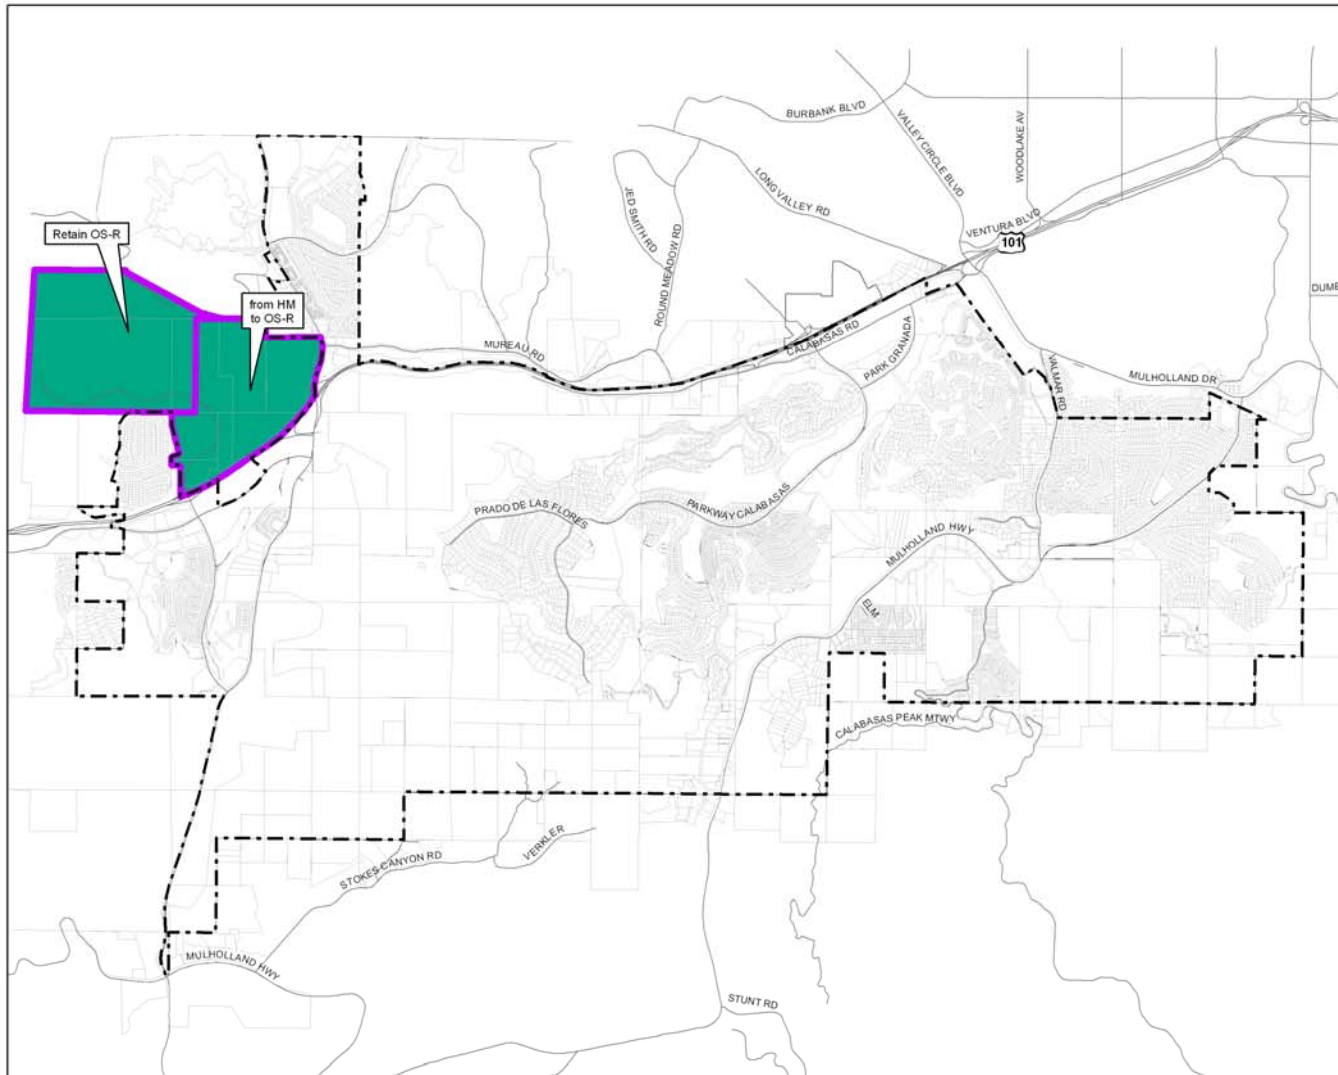 BURBANK BLVD
VALLEY CIRCLE BLVD
WOODLAKE AV
LONG VALLEY RD
JED SMITH RD
ROUND MEADOW RD
VENTURA BLVD
101
Retain OS-R
from HM
to OS-R
MUREAU RD
CALABASAS RD
PARK GRANADA
VALMAR RD
MULHOLLAND DR
DUME
PRADO DE LAS FLORES
PARKWAY CALABASAS
MULHOLLAND HWY
ELM
CALABASAS PEAK MTWY
STOKES CANYON RD
VERKLER
MULHOLLAND HWY
STUNT RD